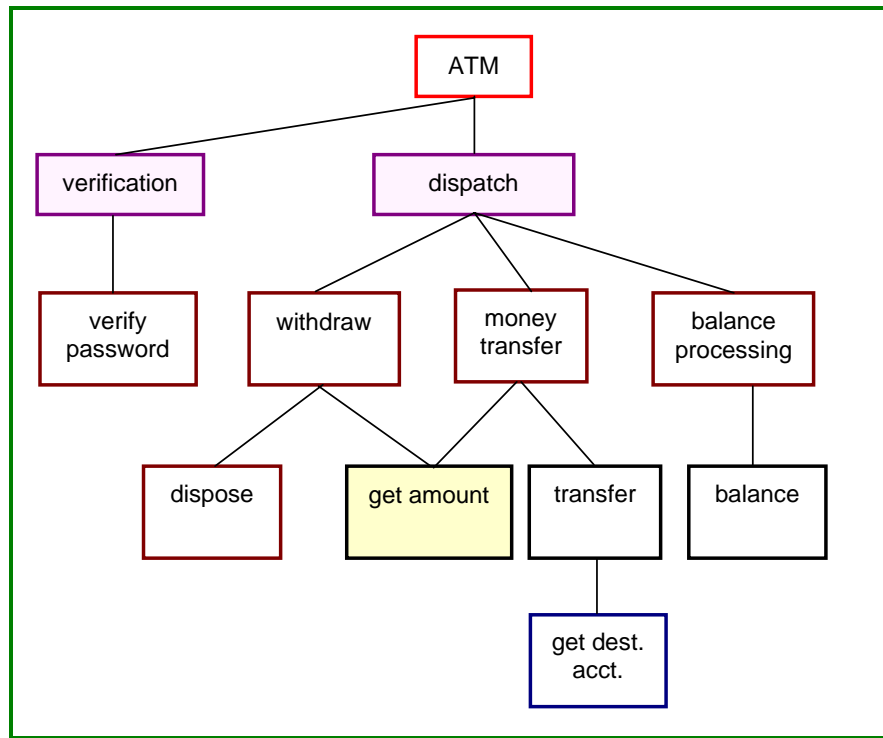 ATM
verification
dispatch
verify
password
withdraw
money
transfer
balance
processing
dispose
get amount
transfer
balance
get dest.
acct.